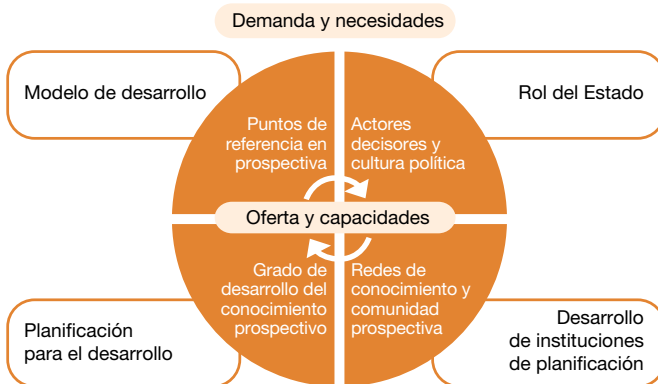 Demanda y necesidades
Modelo de desarrollo
Rol del Estado
Puntos de
referencia en
prospectiva
Actores
decisores y
cultura política
Oferta y capacidades
Grado de
desarrollo del
conocimiento
prospectivo
Redes de
conocimiento y
comunidad
prospectiva
Planificación
para el desarrollo
Desarrollo
de instituciones
de planificación